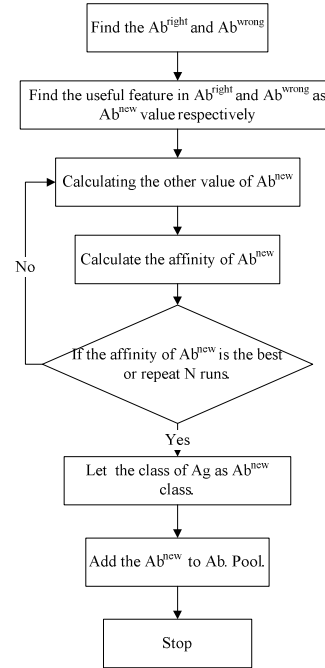 Find the Ab^right and Ab^wrong
Find the useful feature in Ab^right and Ab^wrong as
Ab^new value respectively
Calculating the other value of Ab^new
Calculate the affinity of Ab^new
No
If the affinity of Ab^new is the best
or repeat N runs.
Yes
Let the class of Ag as Ab^new
class.
Add the Ab^new to Ab. Pool.
Stop